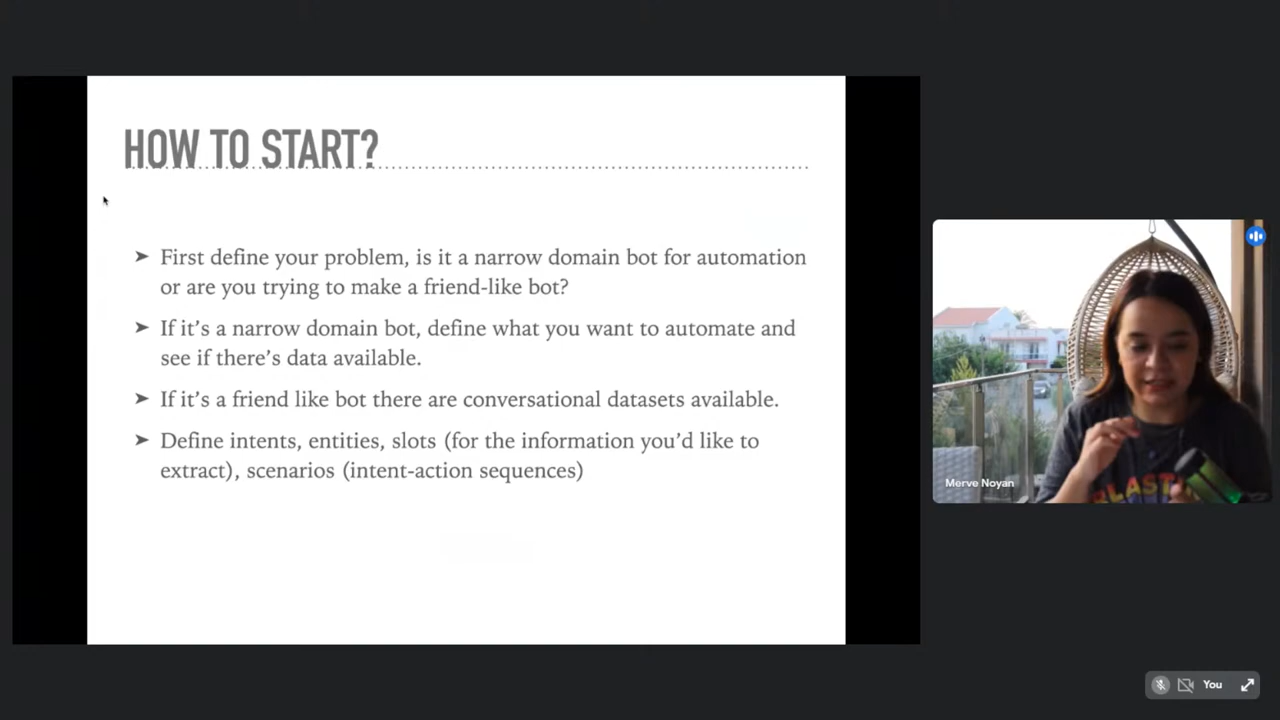 HOW TO START?
➤ First define your problem, is it a narrow domain bot for automation
or are you trying to make a friend-like bot?
➤ If it’s a narrow domain bot, define what you want to automate and
see if there’s data available.
➤ If it’s a friend like bot there are conversational datasets available.
➤ Define intents, entities, slots (for the information you’d like to
extract), scenarios (intent-action sequences)
Merve Noyan
You